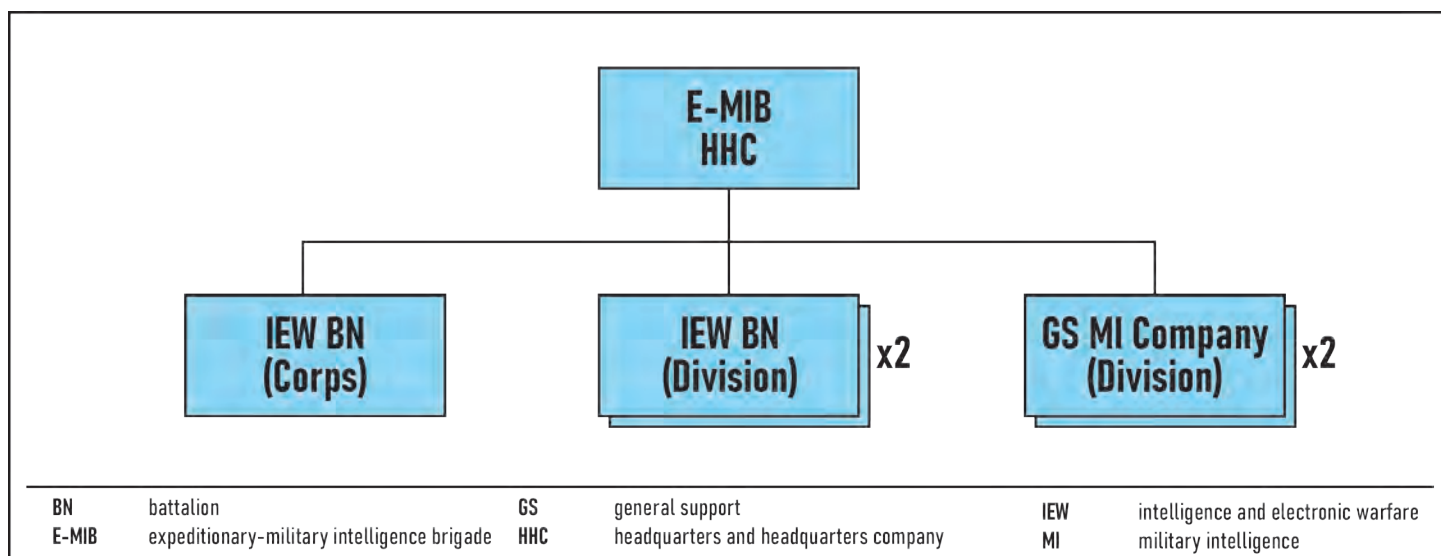 E-MIB
HHC
IEW BN
(Corps)
IEW BN
(Division)
x2
GS MI Company
(Division)
x2
BN battalion
E-MIB expeditionary-military intelligence brigade
GS general support
HHC headquarters and headquarters company
IEW intelligence and electronic warfare
MI military intelligence